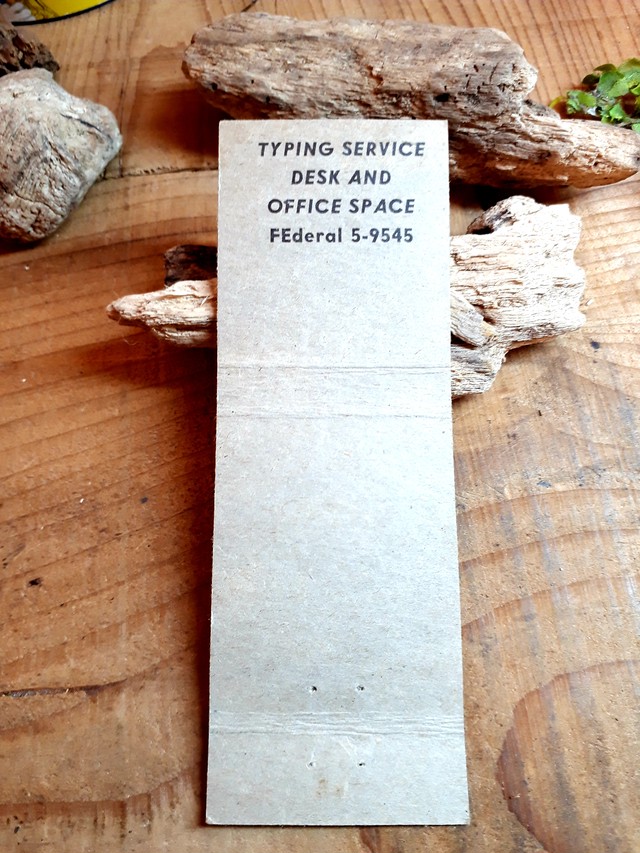 TYPING SERVICE
DESK AND
OFFICE SPACE
FEderal 5-9545